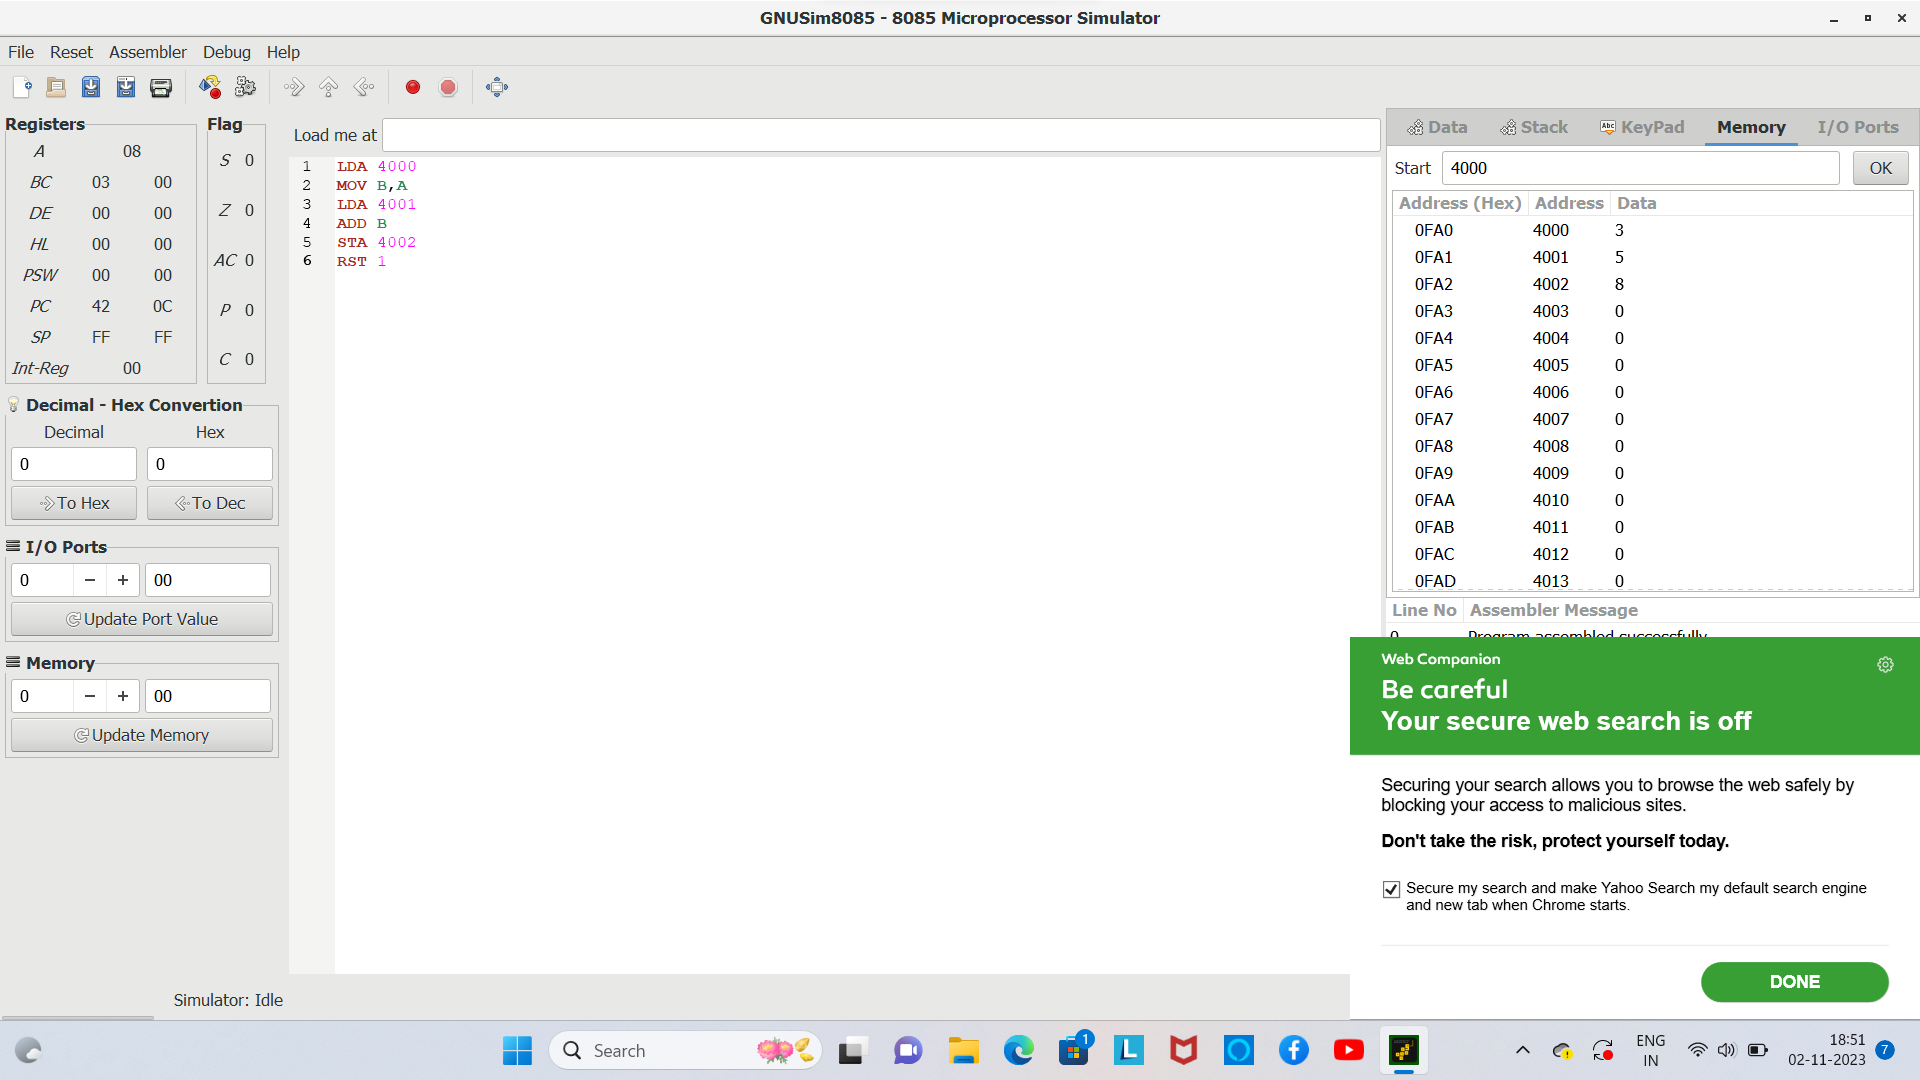 GNUSim8085 - 8085 Microprocessor Simulator
File Reset Assembler Debug Help
Registers
A 08
BC 03 00
DE 00 00
HL 00 00
PSW 00 00
PC 42 0C
SP FF FF
Int-Reg 00
Flag
S 0
Z 0
AC 0
P 0
C 0
Decimal - Hex Convertion
Decimal Hex
0 0
To Hex To Dec
I/O Ports
0 − + 00
Update Port Value
Memory
0 − + 00
Update Memory
Load me at
1 LDA 4000
2 MOV B,A
3 LDA 4001
4 ADD B
5 STA 4002
6 RST 1
Data Stack KeyPad Memory I/O Ports
Abc
Start 4000 OK
Address (Hex) Address Data
0FA0 4000 3
0FA1 4001 5
0FA2 4002 8
0FA3 4003 0
0FA4 4004 0
0FA5 4005 0
0FA6 4006 0
0FA7 4007 0
0FA8 4008 0
0FA9 4009 0
0FAA 4010 0
0FAB 4011 0
0FAC 4012 0
0FAD 4013 0
Line No Assembler Message
0 Program assembled successfully
Web Companion
Be careful
Your secure web search is off
Securing your search allows you to browse the web safely by
blocking your access to malicious sites.
Don't take the risk, protect yourself today.
Secure my search and make Yahoo Search my default search engine
and new tab when Chrome starts.
DONE
Simulator: Idle
Search
1
L
ENG
IN
18:51
02-11-2023
7